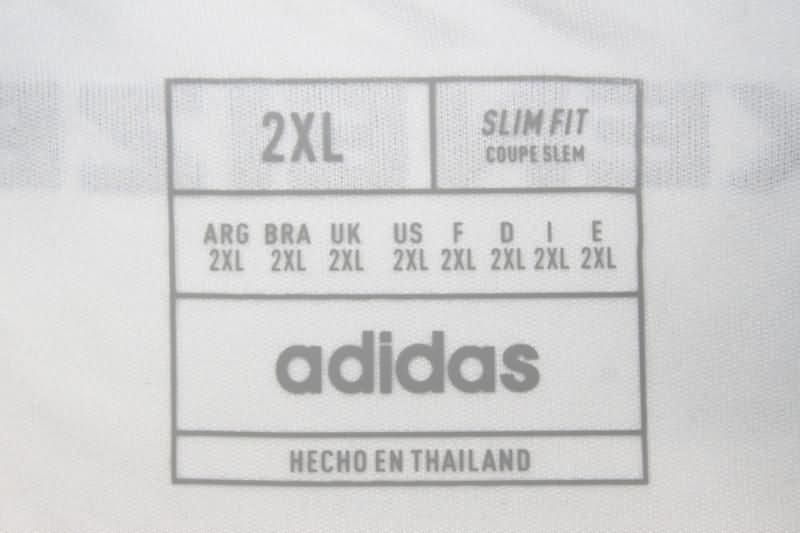 2XL
SLIM FIT
COUPE SLEM
ARG BRA UK US F D I E
2XL 2XL 2XL 2XL 2XL 2XL 2XL 2XL
adidas
HECHO EN THAILAND